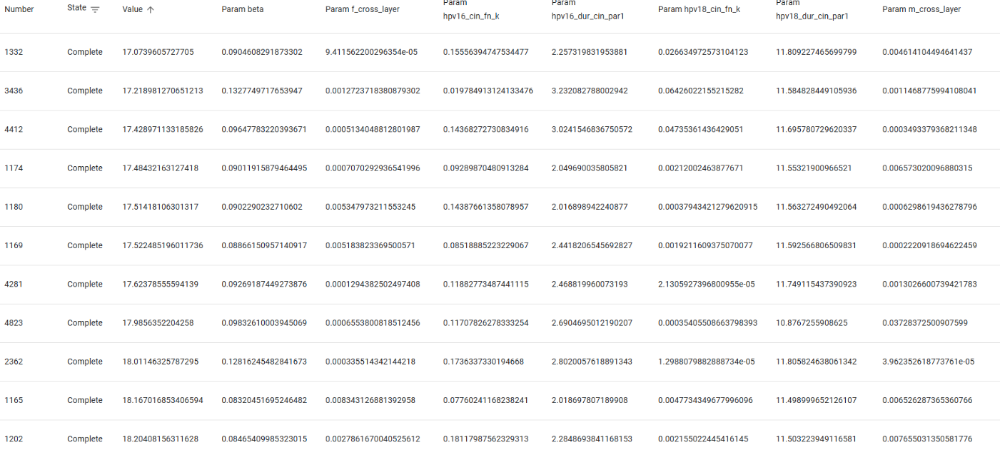 Number State Value Param beta Param f_cross_layer Param hpv16_cin_fn_k Param hpv16_dur_cin_par1 Param hpv18_cin_fn_k Param hpv18_dur_cin_par1 Param m_cross_layer
1332 Complete 17.0739605727705 0.0904608291873302 9.411562200296354e-05 0.15556394747534477 2.257319831953881 0.026634972573104123 11.809227465699799 0.004614104494641437
3436 Complete 17.218981270651213 0.1327749717653947 0.0012723718380879302 0.019784913124133476 3.232082788002942 0.06426022155215282 11.584828449105936 0.0011468775994108041
4412 Complete 17.428971133185826 0.09647783220393671 0.0005134048812801987 0.14368272730834916 3.0241546836750572 0.04735361436429051 11.695780729620337 0.0003493379368211348
1174 Complete 17.48432163127418 0.09011915879464495 0.0007070292936541996 0.09289870480913284 2.049690035805821 0.00212002463877671 11.55321900966521 0.006573020096880315
1180 Complete 17.51418106301317 0.0902290232710602 0.005347973211553245 0.14387661358078957 2.016898942240877 0.00037943421279620915 11.563272490492064 0.0006298619436278796
1169 Complete 17.522485196011736 0.08866150957140917 0.005183823369500571 0.08518885223229067 2.4418206545692827 0.0019211609375070077 11.592566806509831 0.0002220918694622459
4281 Complete 17.62378555594139 0.09269187449273876 0.0001294382502497408 0.11882773487441115 2.468819960073193 2.1305927396800955e-05 11.749115437390923 0.0013026600739421783
4823 Complete 17.9856352204258 0.09832610003945069 0.0006553800818512456 0.11707826278333254 2.6904695012190207 0.00035405508663798393 10.8767255908625 0.03728372500907599
2362 Complete 18.01146325787295 0.12816245482841673 0.000335514342144218 0.1736337330194668 2.8020057618891343 1.2988079882888734e-05 11.805824638061342 3.962352618773761e-05
1165 Complete 18.167016853406594 0.08320451695246482 0.008343126881392958 0.07760241168238241 2.018697807189908 0.0047734349677996096 11.498999652126107 0.006526287365360766
1202 Complete 18.20408156311628 0.08465409985323015 0.0027861670040525612 0.18117987562329313 2.2848693841168153 0.002155022445416145 11.503223949116581 0.007655031350581776